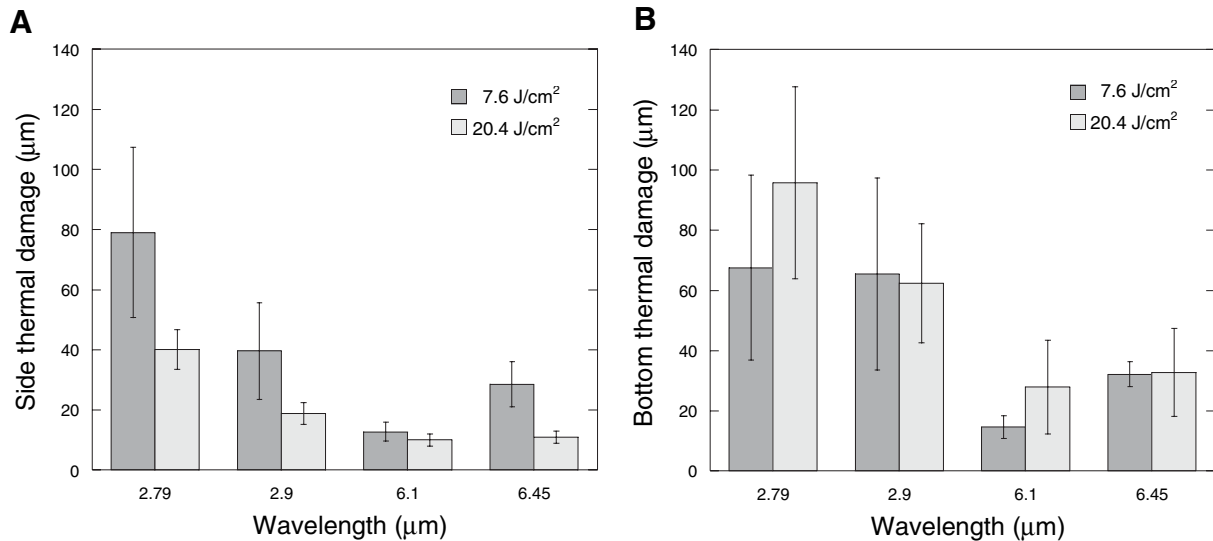 A
Side thermal damage (μm)
140
120
100
80
60
40
20
0
7.6 J/cm²
20.4 J/cm²
2.79 2.9 6.1 6.45
Wavelength (μm)
B
Bottom thermal damage (μm)
140
120
100
80
60
40
20
0
7.6 J/cm²
20.4 J/cm²
2.79 2.9 6.1 6.45
Wavelength (μm)